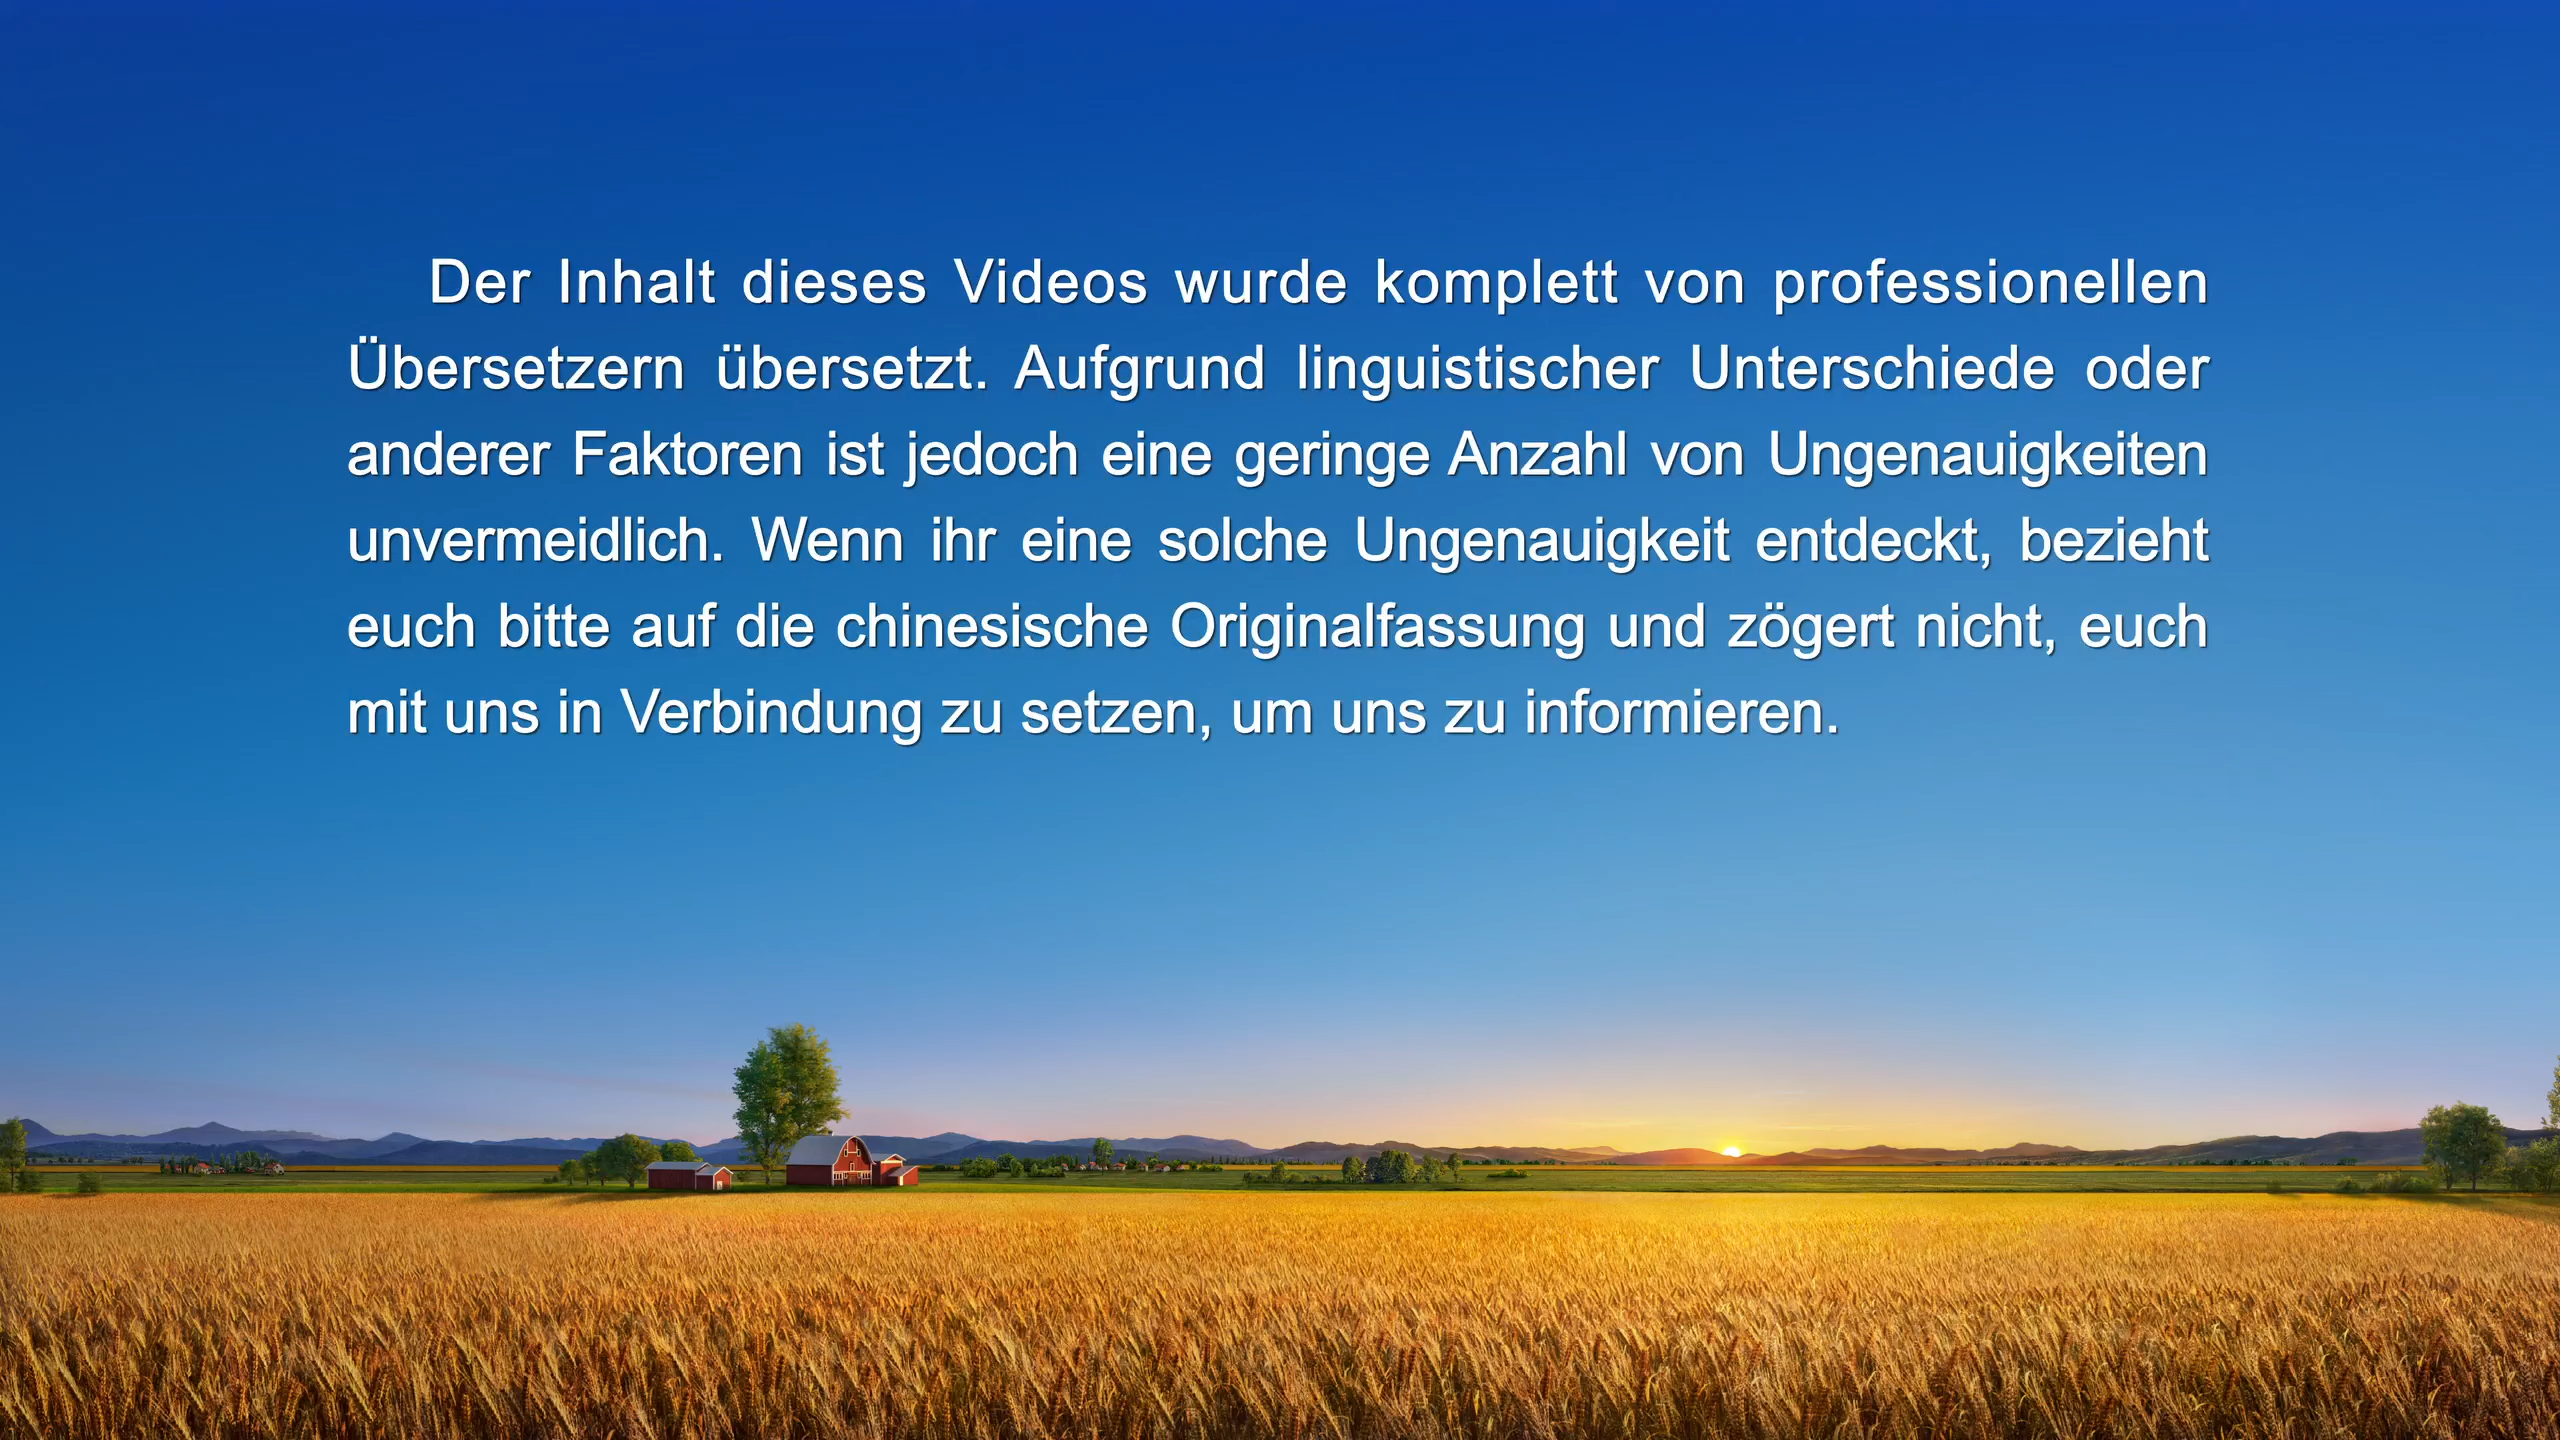 Der Inhalt dieses Videos wurde komplett von professionellen
Übersetzern übersetzt. Aufgrund linguistischer Unterschiede oder
anderer Faktoren ist jedoch eine geringe Anzahl von Ungenauigkeiten
unvermeidlich. Wenn ihr eine solche Ungenauigkeit entdeckt, bezieht
euch bitte auf die chinesische Originalfassung und zögert nicht, euch
mit uns in Verbindung zu setzen, um uns zu informieren.